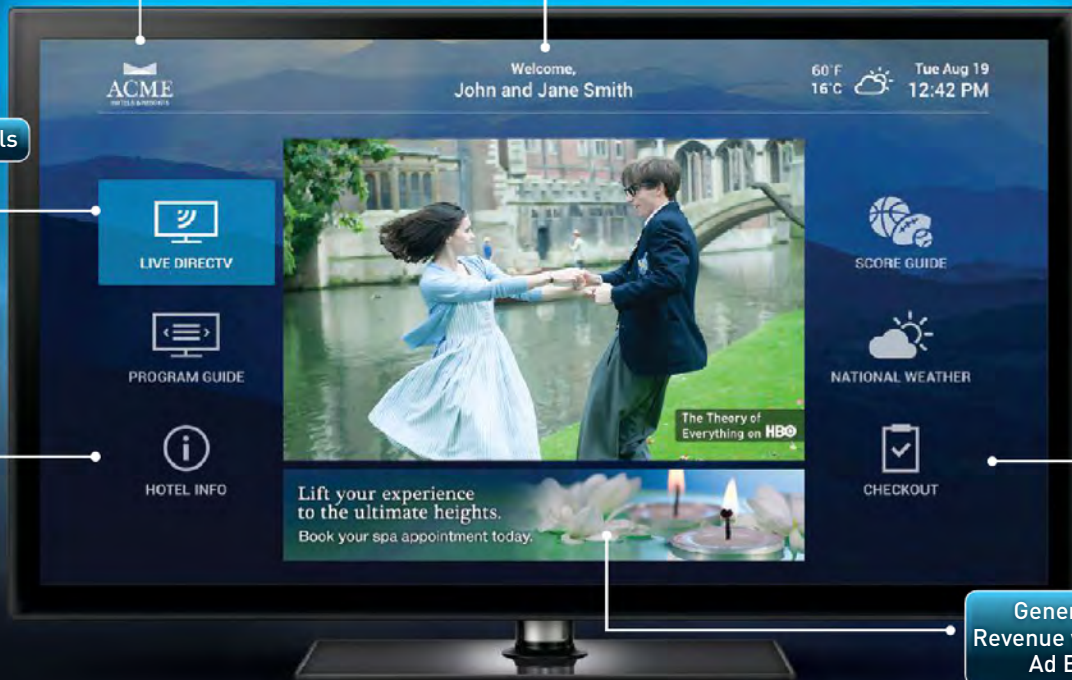 ACME
HOTELS & RESORTS
Welcome,
John and Jane Smith
60°F
16°C
Tue Aug 19
12:42 PM
LIVE DIRECTV
PROGRAM GUIDE
HOTEL INFO
The Theory of
Everything on HBO
Lift your experience
to the ultimate heights.
Book your spa appointment today.
SCORE GUIDE
NATIONAL WEATHER
CHECKOUT
Revenue
Ad